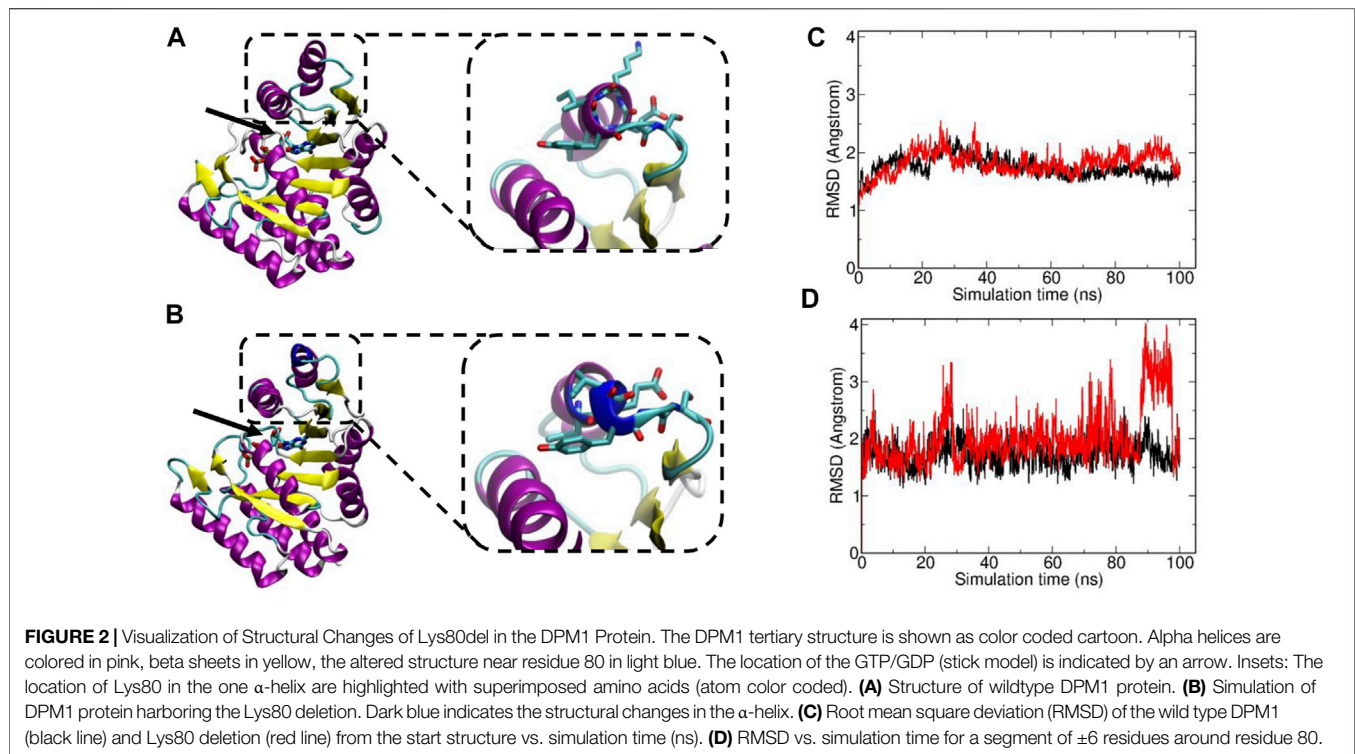 A
B
C
4
3
2
1
0
RMSD (Angstrom)
0 20 40 60 80 100
Simulation time (ns)
D
4
3
2
1
0
RMSD (Angstrom)
0 20 40 60 80 100
Simulation time (ns)
FIGURE 2 | Visualization of Structural Changes of Lys80del in the DPM1 Protein. The DPM1 tertiary structure is shown as color coded cartoon. Alpha helices are
colored in pink, beta sheets in yellow, the altered structure near residue 80 in light blue. The location of the GTP/GDP (stick model) is indicated by an arrow. Insets: The
location of Lys80 in the one α-helix are highlighted with superimposed amino acids (atom color coded). (A) Structure of wildtype DPM1 protein. (B) Simulation of
DPM1 protein harboring the Lys80 deletion. Dark blue indicates the structural changes in the α-helix. (C) Root mean square deviation (RMSD) of the wild type DPM1
(black line) and Lys80 deletion (red line) from the start structure vs. simulation time (ns). (D) RMSD vs. simulation time for a segment of ±6 residues around residue 80.